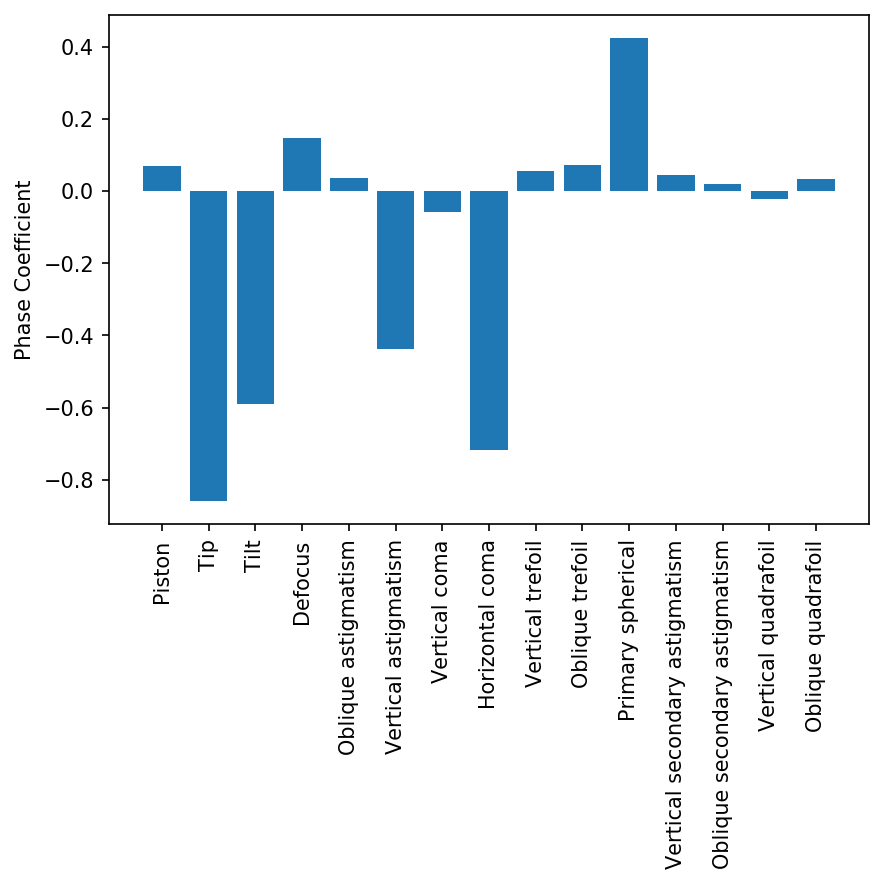 Phase Coefficient
0.4
0.2
0.0
−0.2
−0.4
−0.6
−0.8
Piston
Tip
Tilt
Defocus
Oblique astigmatism
Vertical astigmatism
Vertical coma
Horizontal coma
Vertical trefoil
Oblique trefoil
Primary spherical
Vertical secondary astigmatism
Oblique secondary astigmatism
Vertical quadrafoil
Oblique quadrafoil